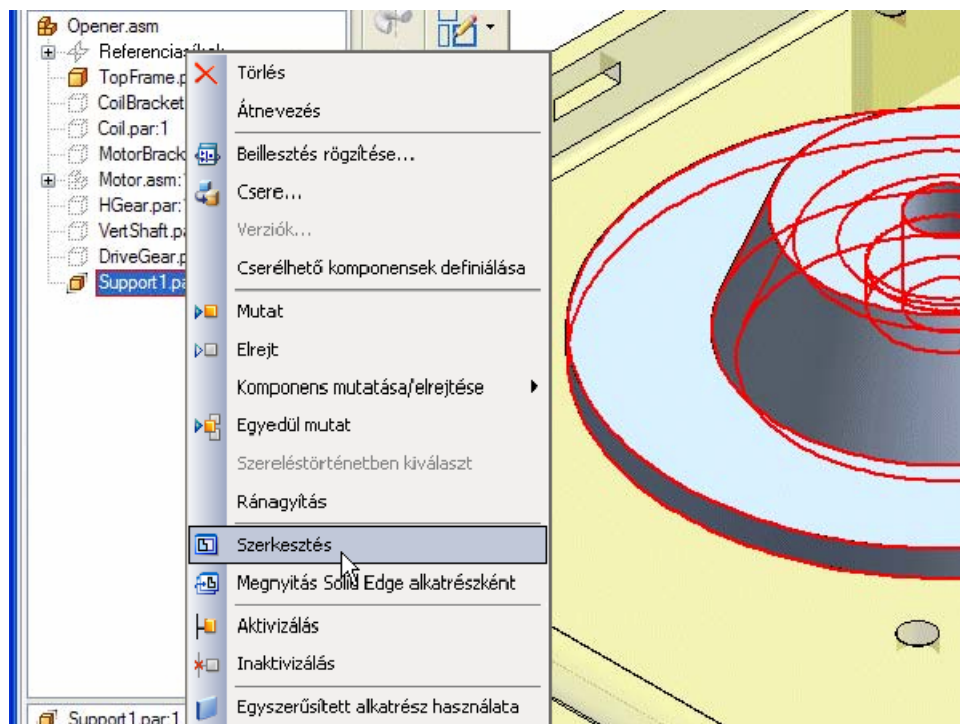 Opener.asm
Referenciasíkok
TopFrame.p
CoilBracket
Coil.par:1
MotorBrack
Motor.asm:
HGear.par:
VertShaft.pa
DriveGear.p
Support1.pa
Törlés
Átnevezés
Beillesztés rögzítése...
Csere...
Verziók...
Cserélhető komponensek definiálása
Mutat
Elrejt
Komponens mutatása/elrejtése
Egyedül mutat
Szereléstörténetben kiválaszt
Ránagyítás
Szerkesztés
Megnyitás Solid Edge alkatrészként
Aktivizálás
Inaktivizálás
Egyszerűsített alkatrész használata
Support1.par:1